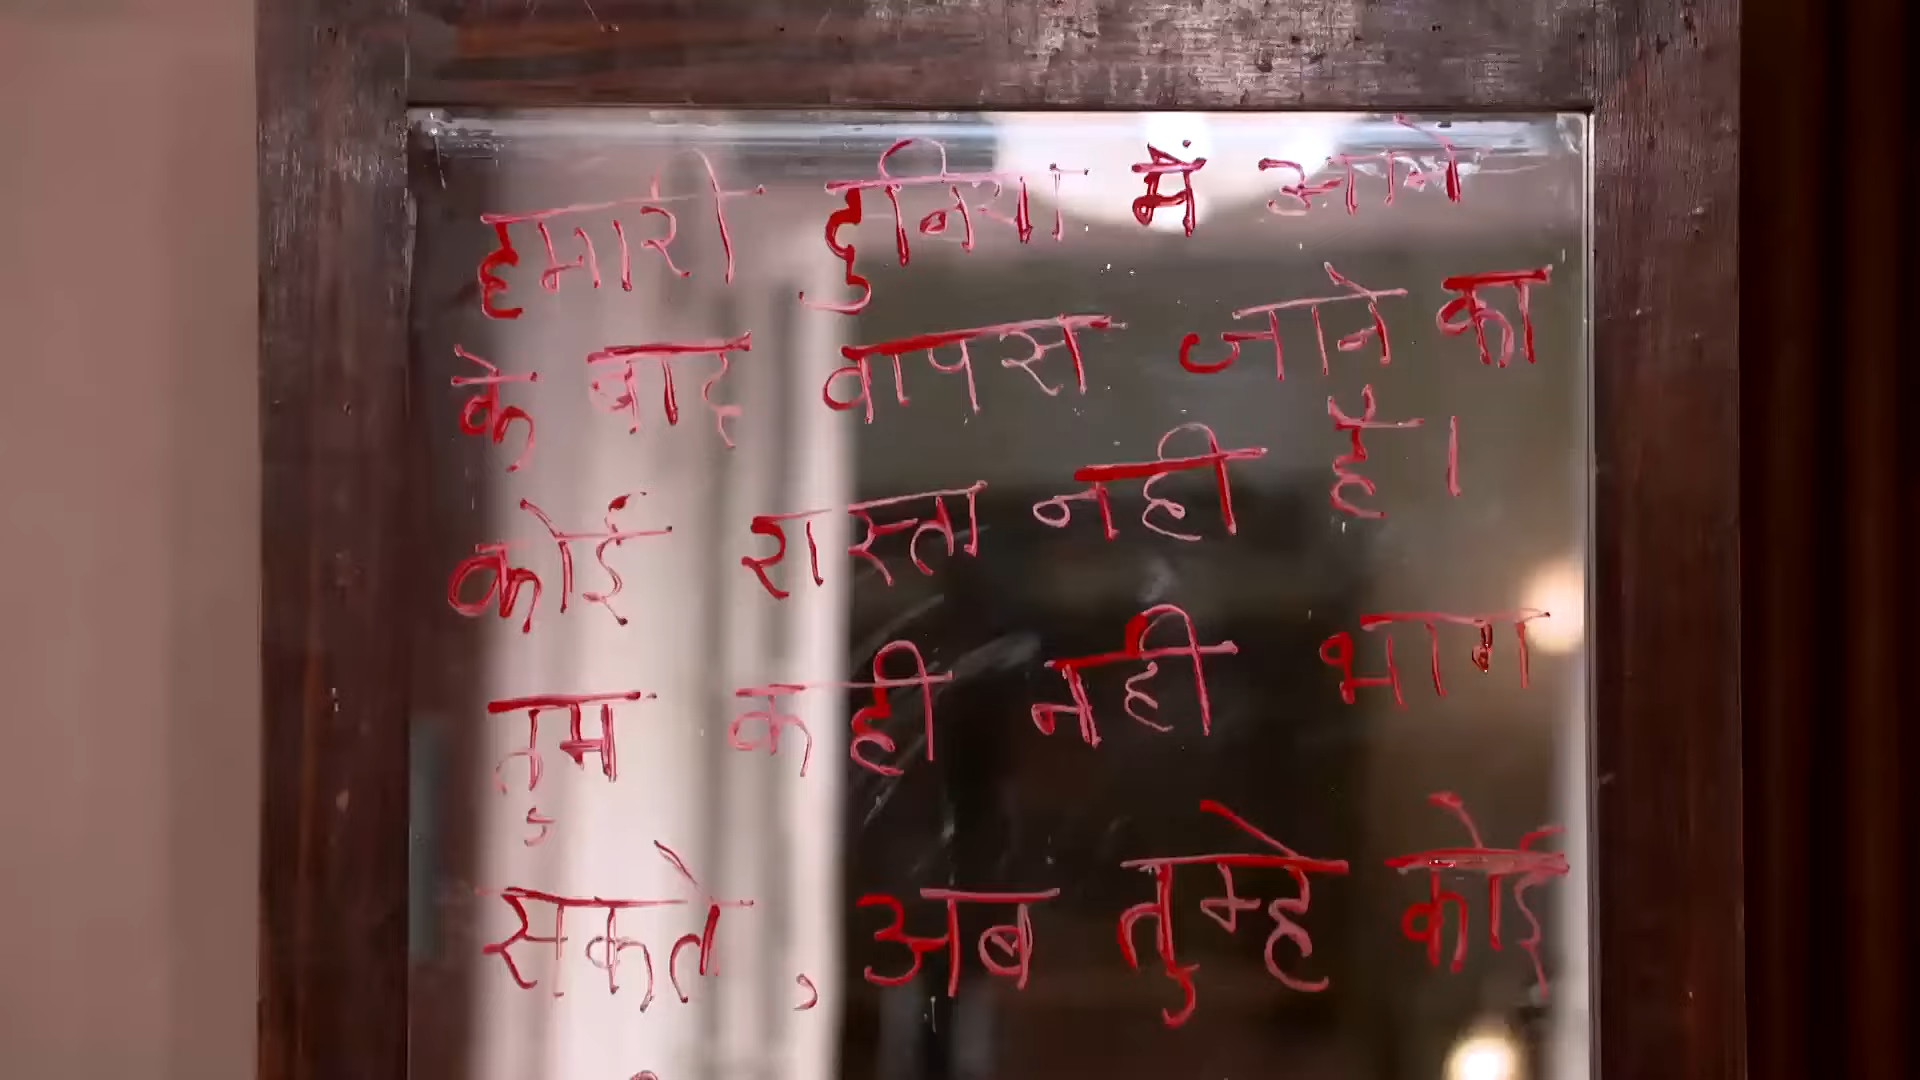 हमारी दुनिया में आने
के बाद वापस जाने का
कोई रास्ता नही है।
तुम कही नही भाग
सकते, अब तुम्हे कोई